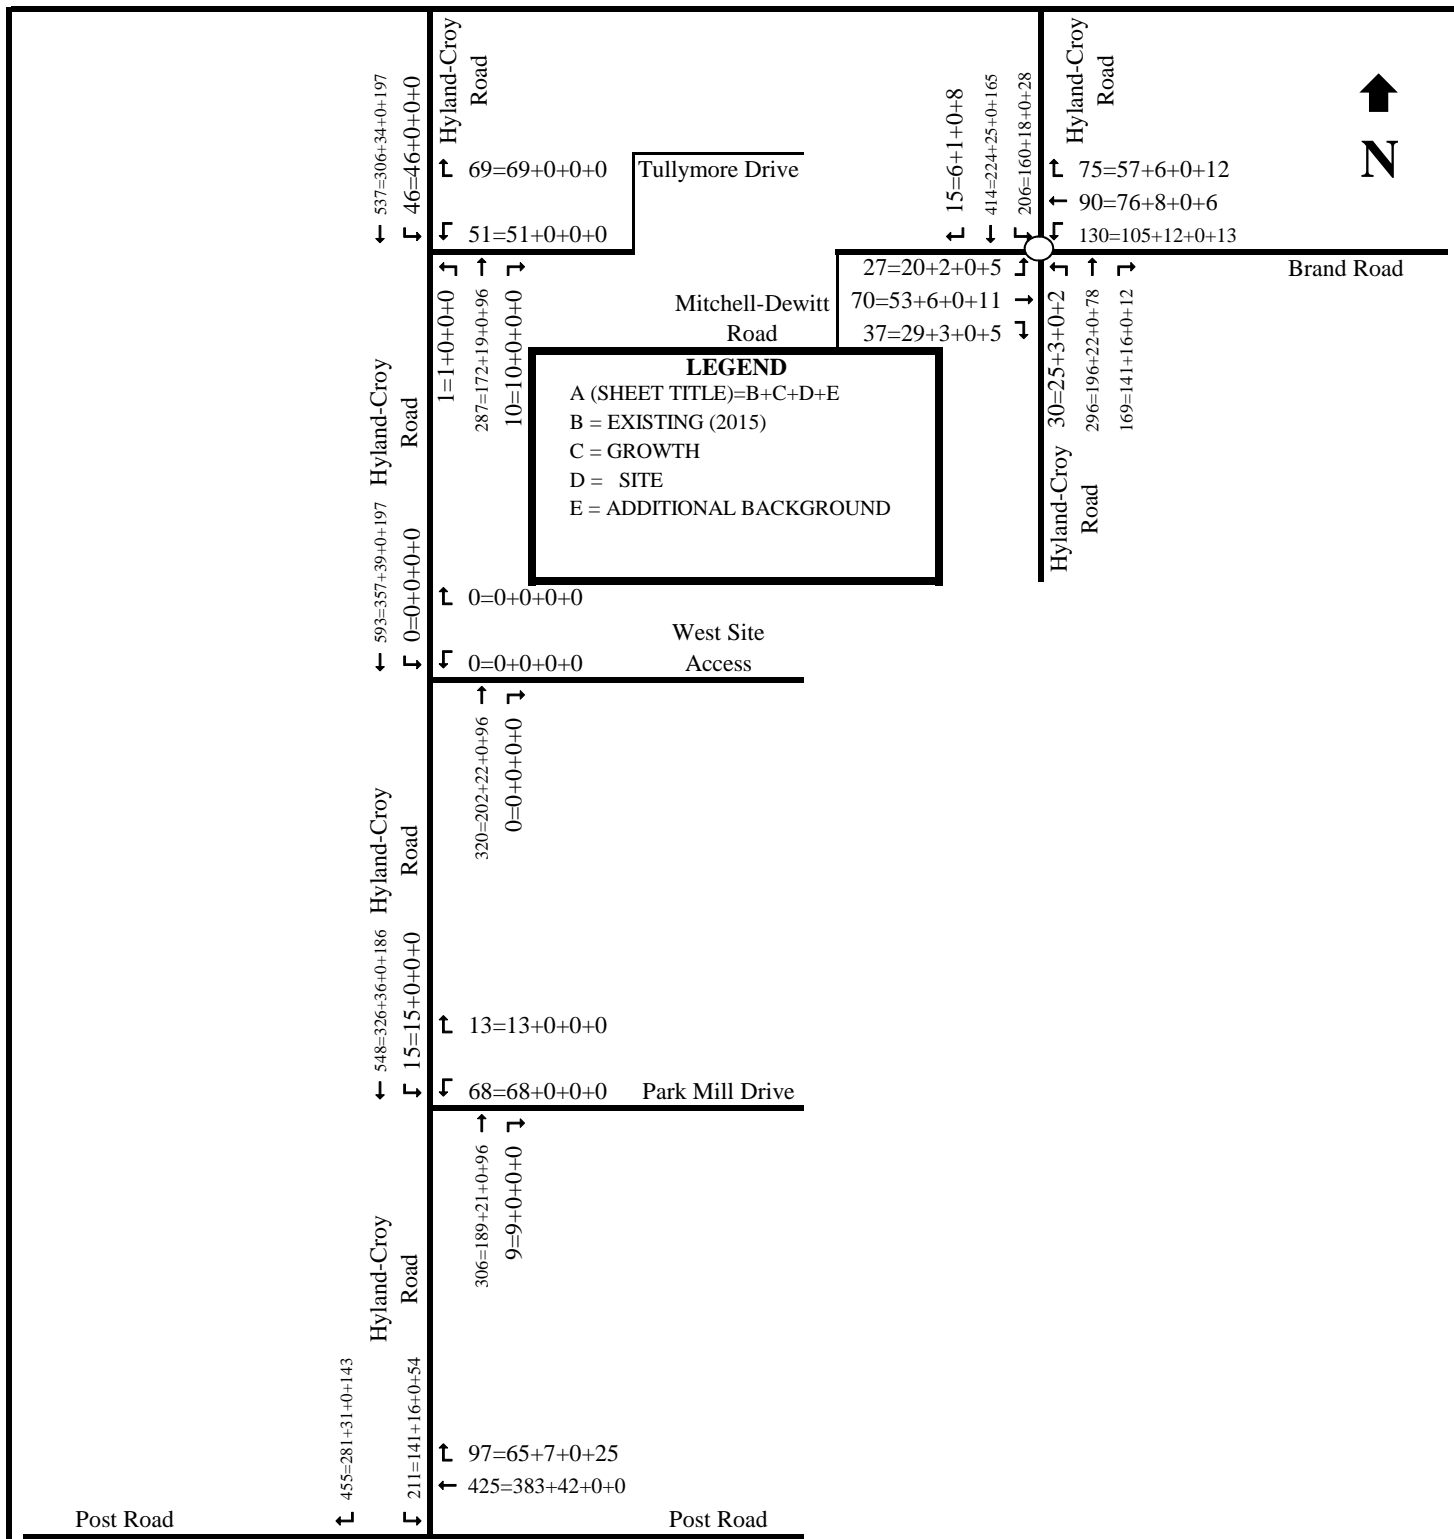 Hyland-Croy
Road
537=306+34+0+197
46=46+0+0+0
69=69+0+0+0
Tullymore Drive
51=51+0+0+0
1=1+0+0+0
287=172+19+0+96
10=10+0+0+0
15=6+1+0+8
414=224+25+0+165
206=160+18+0+28
Hyland-Croy
Road
N
75=57+6+0+12
90=76+8+0+6
130=105+12+0+13
Brand Road
27=20+2+0+5
Mitchell-Dewitt
Road
70=53+6+0+11
37=29+3+0+5
30=25+3+0+2
296=196+22+0+78
169=141+16+0+12
Hyland-Croy
Road
LEGEND
A (SHEET TITLE)=B+C+D+E
B = EXISTING (2015)
C = GROWTH
D = SITE
E = ADDITIONAL BACKGROUND
Hyland-Croy
Road
593=357+39+0+197
0=0+0+0+0
0=0+0+0+0
West Site
Access
0=0+0+0+0
320=202+22+0+96
0=0+0+0+0
Hyland-Croy
Road
548=326+36+0+186
15=15+0+0+0
13=13+0+0+0
68=68+0+0+0
Park Mill Drive
306=189+21+0+96
9=9+0+0+0
Hyland-Croy
Road
455=281+31+0+143
211=141+16+0+54
97=65+7+0+25
425=383+42+0+0
Post Road
Post Road